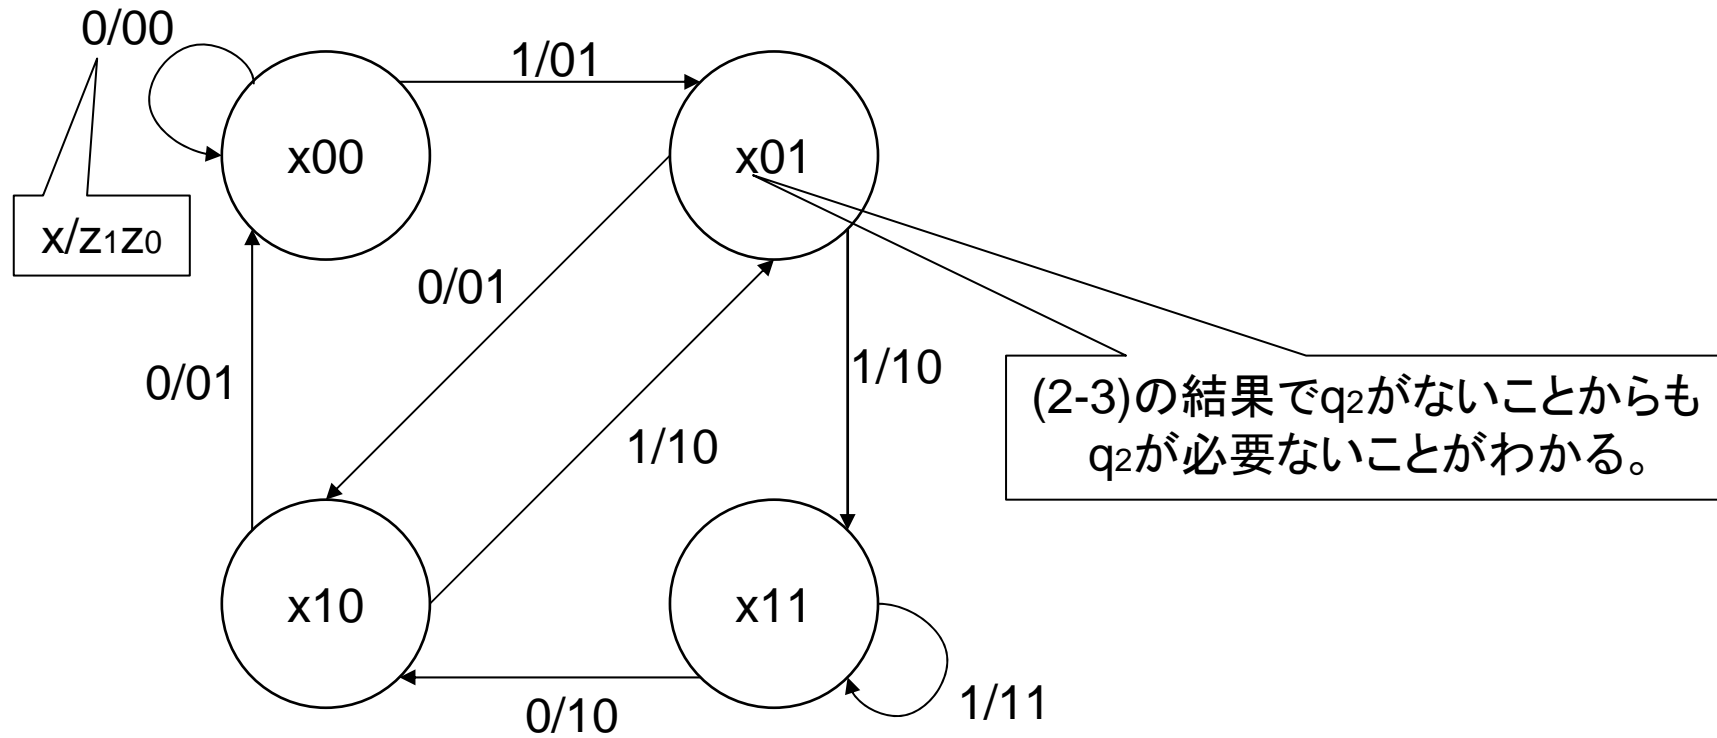 0/00
1/01
x00
x01
x/z1z0
0/01
0/01
1/10
1/10
(2-3)の結果でq2がないことからも
q2が必要ないことがわかる。
x10
x11
0/10
1/11